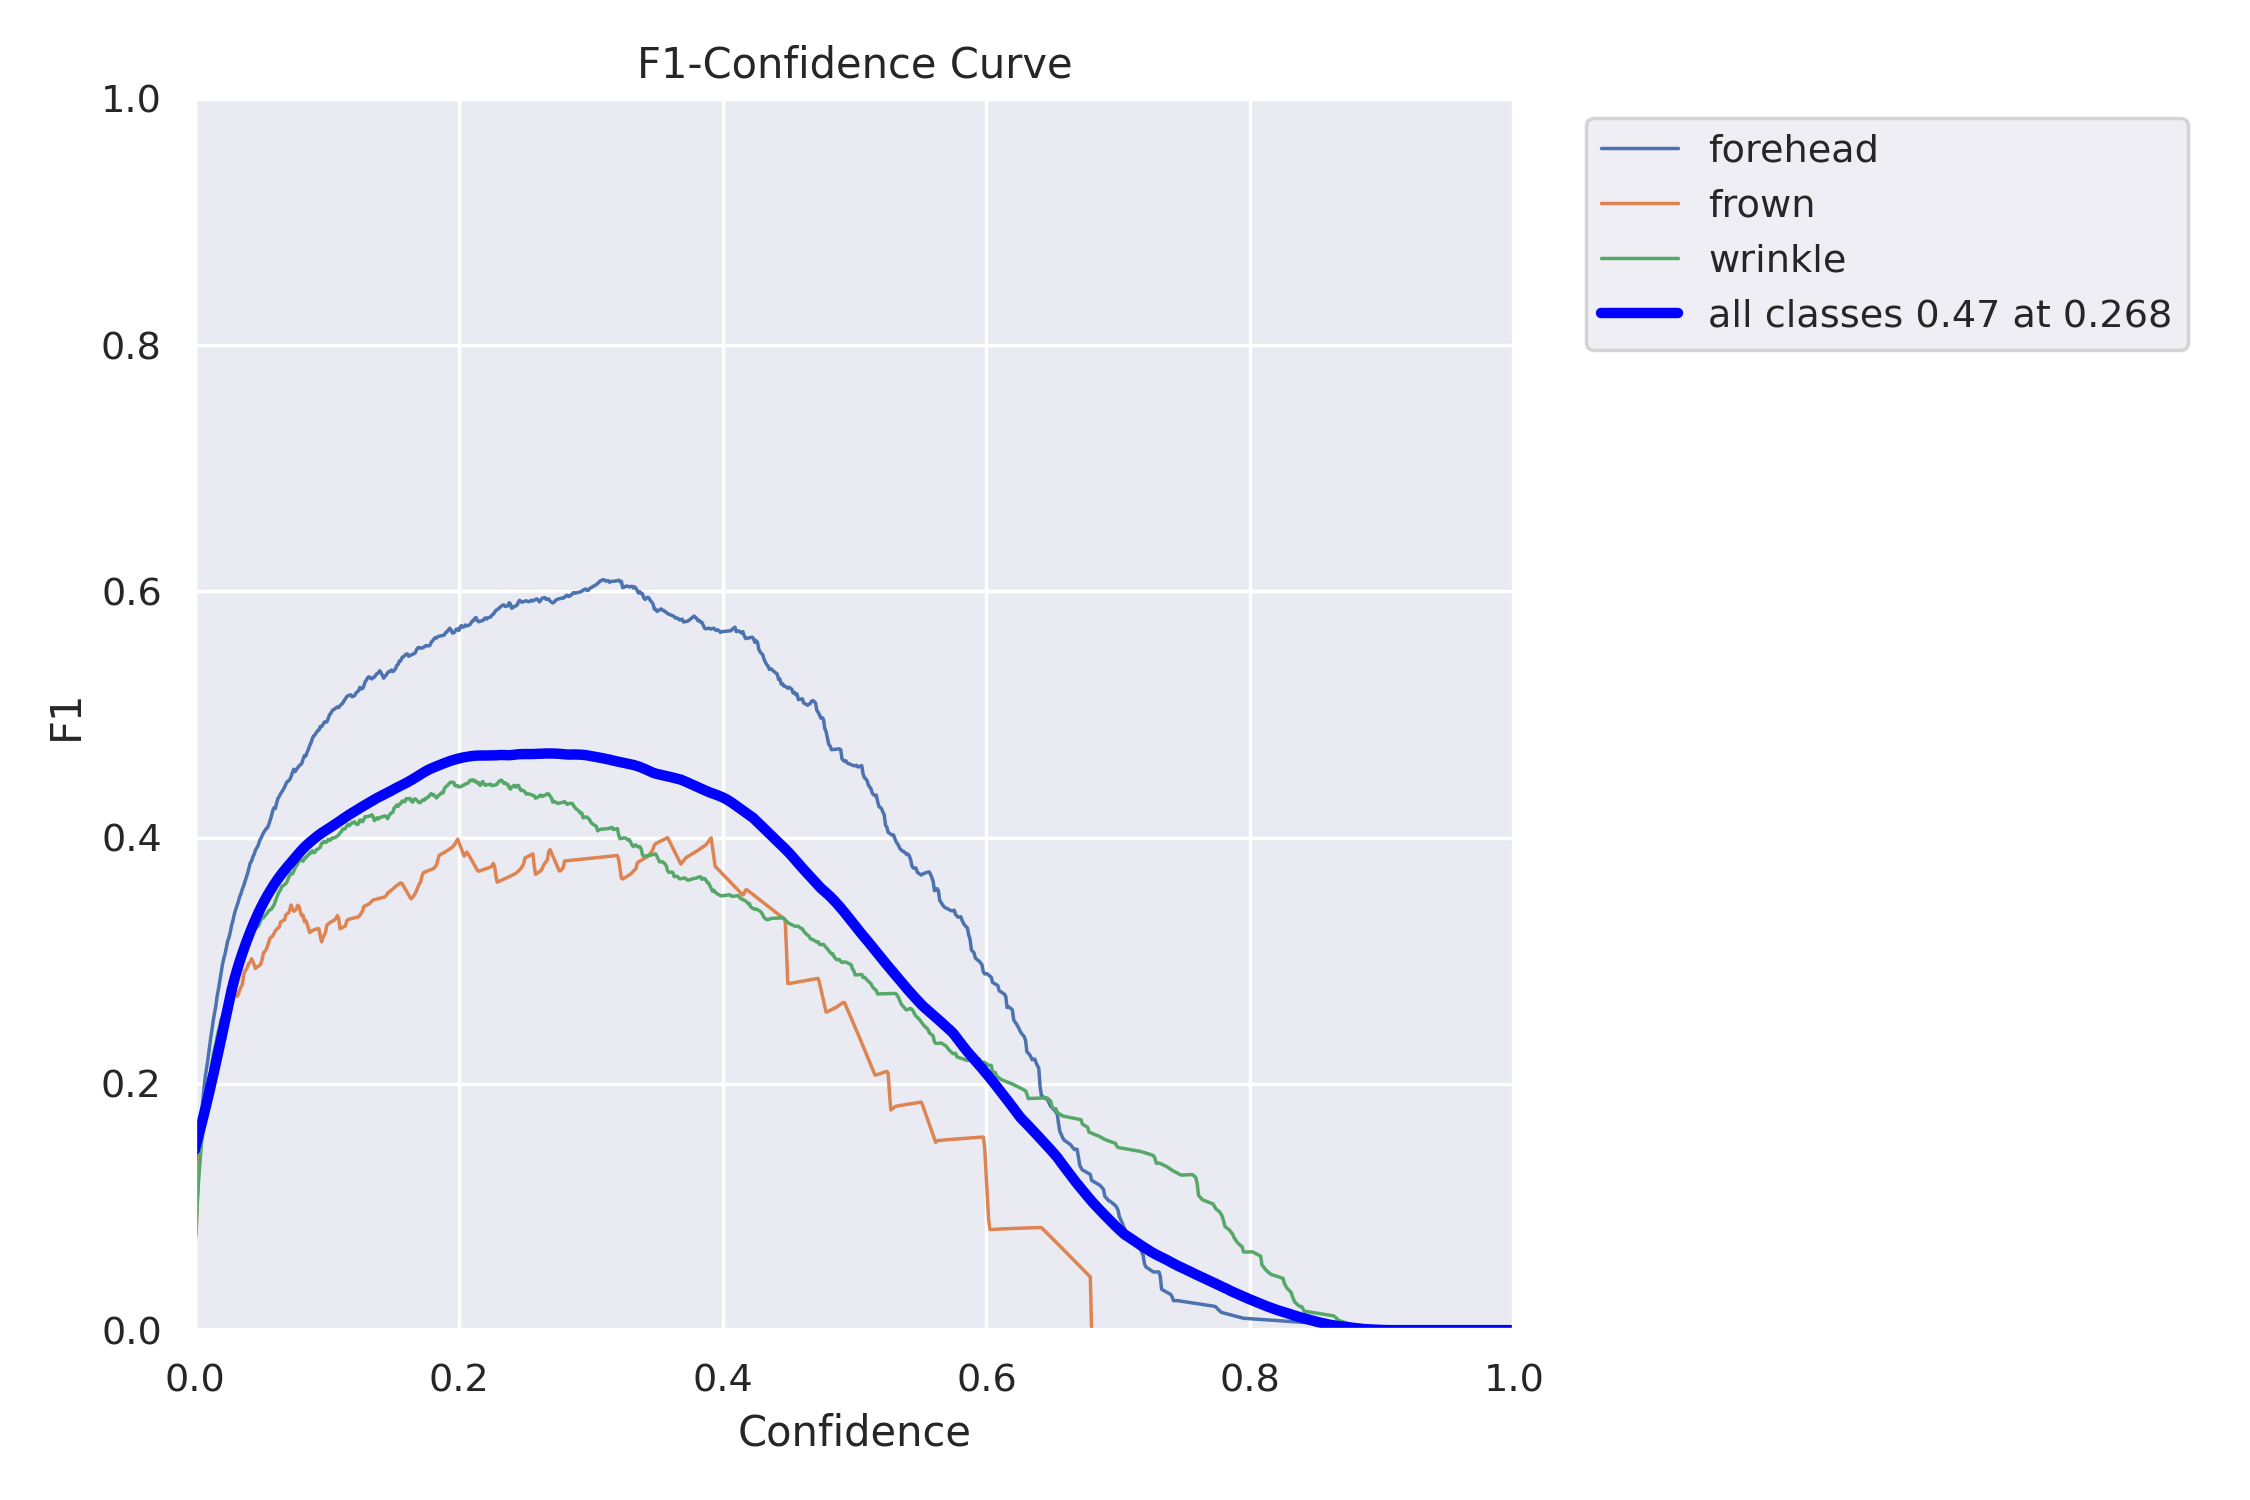 F1-Confidence Curve
1.0
0.8
0.6
0.4
0.2
0.0
F1
0.0 0.2 0.4 0.6 0.8 1.0
Confidence
forehead
frown
wrinkle
all classes 0.47 at 0.268